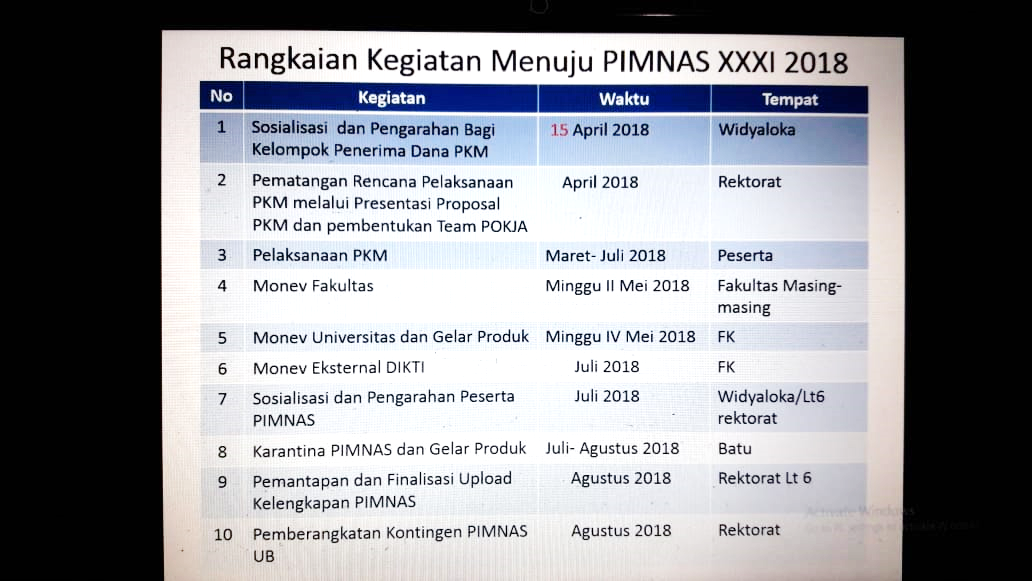 Rangkaian Kegiatan Menuju PIMNAS XXXI 2018
No Kegiatan Waktu Tempat
1 Sosialisasi dan Pengarahan Bagi 15 April 2018 Widyaloka
Kelompok Penerima Dana PKM
2 Pematangan Rencana Pelaksanaan April 2018 Rektorat
PKM melalui Presentasi Proposal
PKM dan pembentukan Team POKJA
3 Pelaksanaan PKM Maret- Juli 2018 Peserta
4 Monev Fakultas Minggu II Mei 2018 Fakultas Masing-
masing
5 Monev Universitas dan Gelar Produk Minggu IV Mei 2018 FK
6 Monev Eksternal DIKTI Juli 2018 FK
7 Sosialisasi dan Pengarahan Peserta Juli 2018 Widyaloka/Lt6
PIMNAS rektorat
8 Karantina PIMNAS dan Gelar Produk Juli- Agustus 2018 Batu
9 Pemantapan dan Finalisasi Upload Agustus 2018 Rektorat Lt 6
Kelengkapan PIMNAS
10 Pemberangkatan Kontingen PIMNAS Agustus 2018 Rektorat
UB
Activate Windows